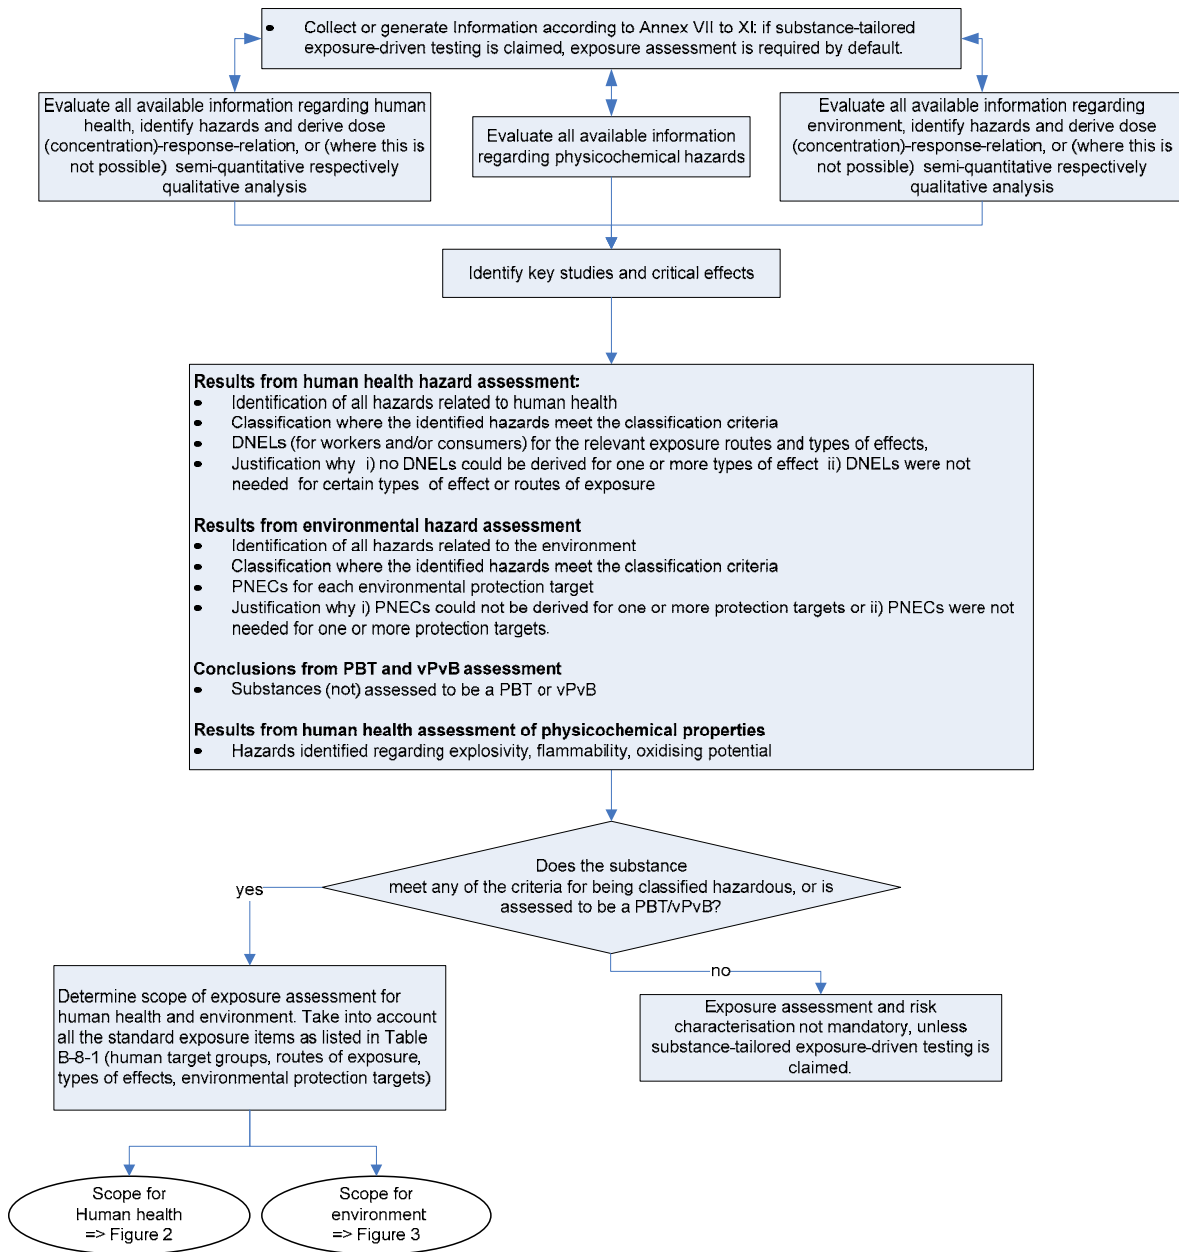 • Collect or generate Information according to Annex VII to XI: if substance-tailored
exposure-driven testing is claimed, exposure assessment is required by default.
Evaluate all available information regarding human
health, identify hazards and derive dose
(concentration)-response-relation, or (where this is
not possible) semi-quantitative respectively
qualitative analysis
Evaluate all available information
regarding physicochemical hazards
Evaluate all available information regarding
environment, identify hazards and derive dose
(concentration)-response-relation, or (where this is
not possible) semi-quantitative respectively
qualitative analysis
Identify key studies and critical effects
Results from human health hazard assessment:
• Identification of all hazards related to human health
• Classification where the identified hazards meet the classification criteria
• DNELs (for workers and/or consumers) for the relevant exposure routes and types of effects,
• Justification why i) no DNELs could be derived for one or more types of effect ii) DNELs were not
needed for certain types of effect or routes of exposure
Results from environmental hazard assessment
• Identification of all hazards related to the environment
• Classification where the identified hazards meet the classification criteria
• PNECs for each environmental protection target
• Justification why i) PNECs could not be derived for one or more protection targets or ii) PNECs were not
needed for one or more protection targets.
Conclusions from PBT and vPvB assessment
• Substances (not) assessed to be a PBT or vPvB
Results from human health assessment of physicochemical properties
• Hazards identified regarding explosivity, flammability, oxidising potential
Does the substance
meet any of the criteria for being classified hazardous, or is
assessed to be a PBT/vPvB?
yes
no
Determine scope of exposure assessment for
human health and environment. Take into account
all the standard exposure items as listed in Table
B-8-1 (human target groups, routes of exposure,
types of effects, environmental protection targets)
Exposure assessment and risk
characterisation not mandatory, unless
substance-tailored exposure-driven testing is
claimed.
Scope for
Human health
=> Figure 2
Scope for
environment
=> Figure 3